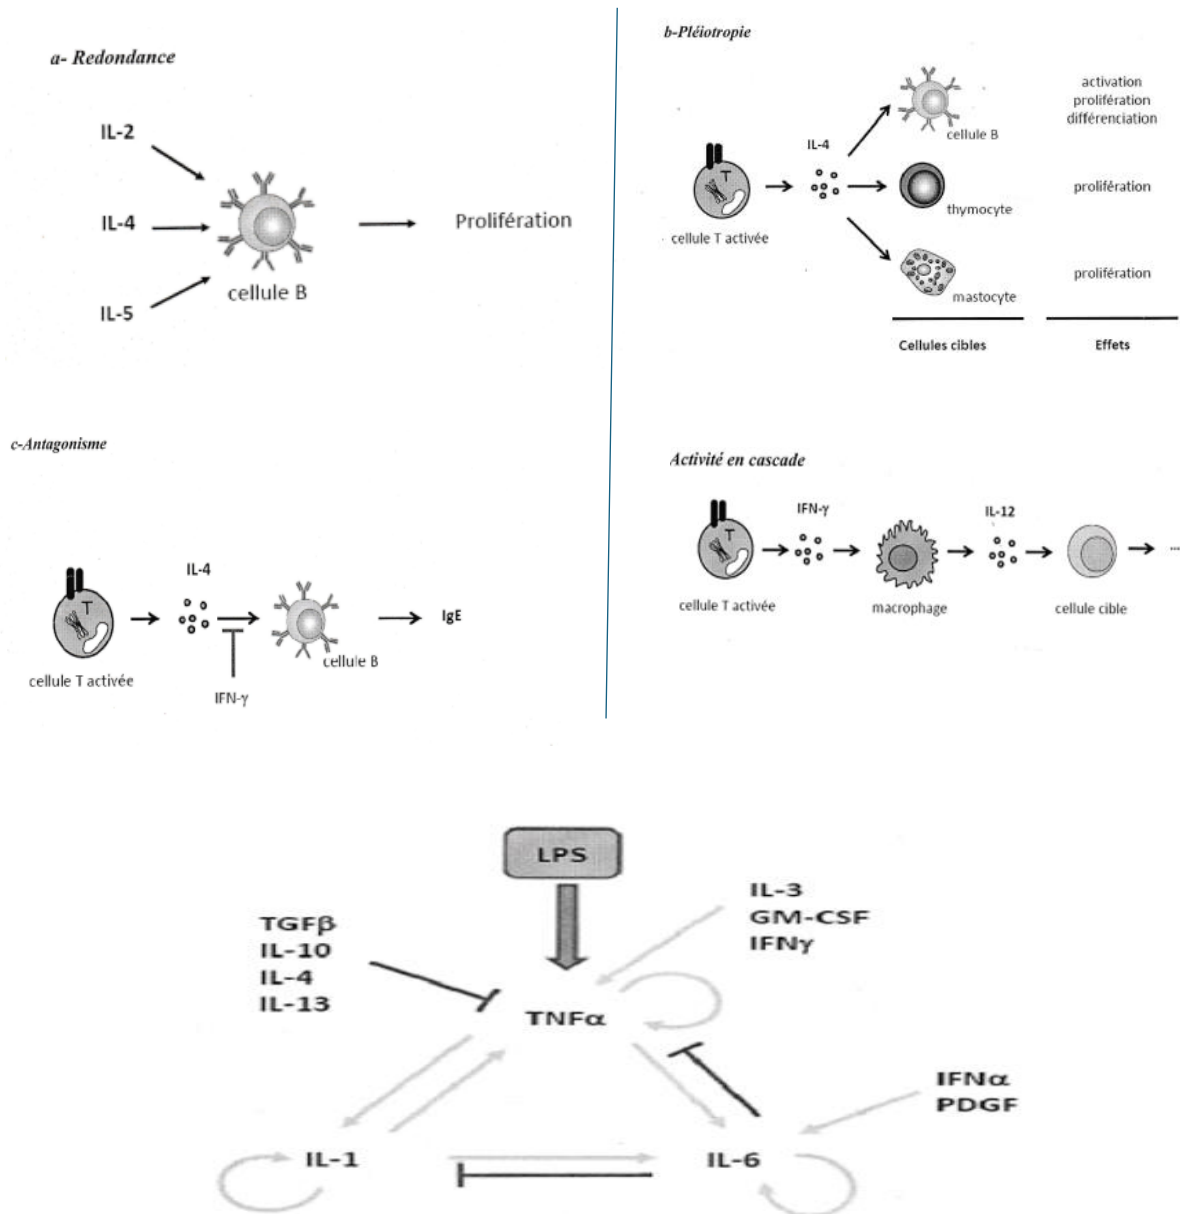 a- Redondance
IL-2
IL-4
IL-5
cellule B
Prolifération
b-Pléiotropie
cellule T activée
T
IL-4
cellule B
thymocyte
mastocyte
activation
prolifération
différenciation
prolifération
prolifération
Cellules cibles
Effets
c-Antagonisme
T
cellule T activée
IL-4
IFN-γ
cellule B
IgE
Activité en cascade
T
cellule T activée
IFN-γ
macrophage
IL-12
cellule cible
...
LPS
TGFβ
IL-10
IL-4
IL-13
IL-3
GM-CSF
IFNγ
TNFα
IFNα
PDGF
IL-1
IL-6